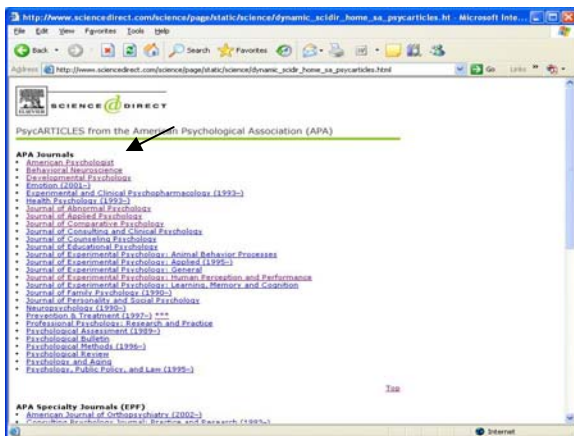 http://www.sciencedirect.com/science/page/static/science/dynamic_scidir_home_sa_psycarticles.ht - Microsoft Inte...
File Edit View Favorites Tools Help
Back Search Favorites
Address http://www.sciencedirect.com/science/page/static/science/dynamic_scidir_home_sa_psycarticles.html Go Links »
ELSEVIER SCIENCE @ DIRECT
PsycARTICLES from the American Psychological Association (APA)
APA Journals
• American Psychologist
• Behavioral Neuroscience
• Developmental Psychology
• Emotion (2001-)
• Experimental and Clinical Psychopharmacology (1993-)
• Health Psychology (1993-)
• Journal of Abnormal Psychology
• Journal of Applied Psychology
• Journal of Comparative Psychology
• Journal of Consulting and Clinical Psychology
• Journal of Counseling Psychology
• Journal of Educational Psychology
• Journal of Experimental Psychology: Animal Behavior Processes
• Journal of Experimental Psychology: Applied (1995-)
• Journal of Experimental Psychology: General
• Journal of Experimental Psychology: Human Perception and Performance
• Journal of Experimental Psychology: Learning, Memory and Cognition
• Journal of Family Psychology (1990-)
• Journal of Personality and Social Psychology
• Neuropsychology (1990-)
• Prevention & Treatment (1997-) ***
• Professional Psychology: Research and Practice
• Psychological Assessment (1989-)
• Psychological Bulletin
• Psychological Methods (1996-)
• Psychological Review
• Psychology and Aging
• Psychology, Public Policy, and Law (1995-)
Top
APA Specialty Journals (EPF)
• American Journal of Orthopsychiatry (2002-)
• Consulting Psychology Journal: Practice and Research (1992-)
Internet